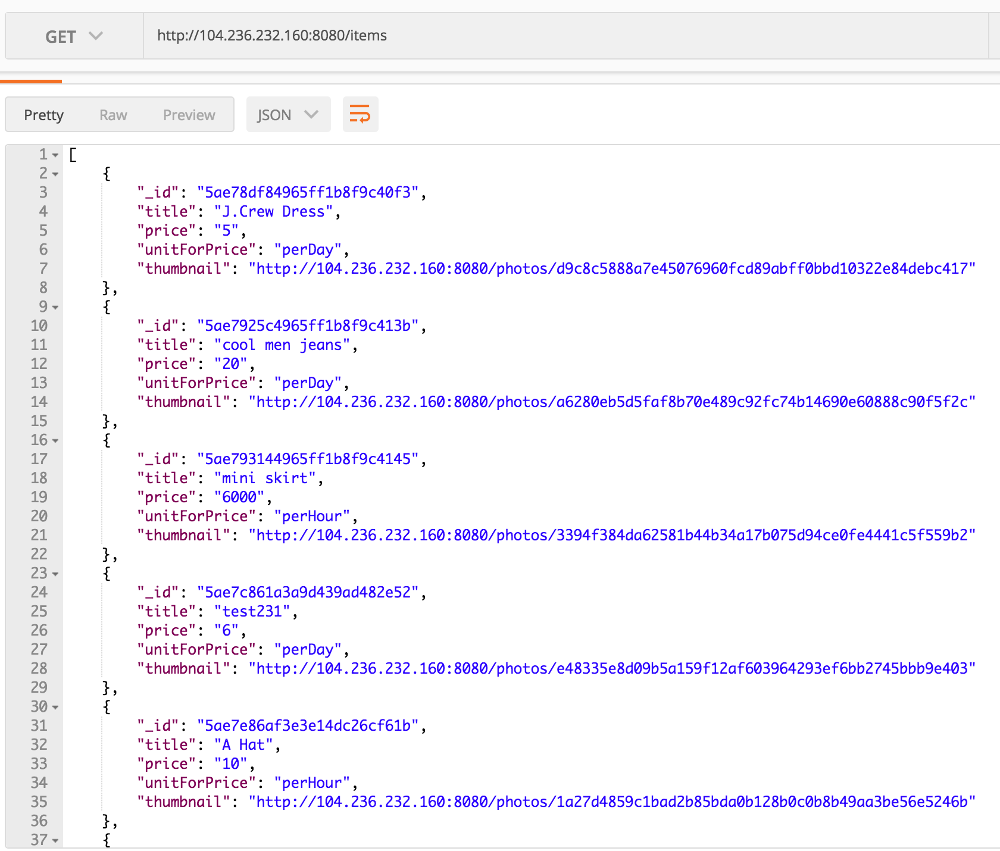 GET http://104.236.232.160:8080/items
Pretty Raw Preview JSON
1 [
2 {
3 "_id": "5ae78df84965ff1b8f9c40f3",
4 "title": "J.Crew Dress",
5 "price": "5",
6 "unitForPrice": "perDay",
7 "thumbnail": "http://104.236.232.160:8080/photos/d9c8c5888a7e45076960fcd89abff0bbd10322e84debc417"
8 },
9 {
10 "_id": "5ae7925c4965ff1b8f9c413b",
11 "title": "cool men jeans",
12 "price": "20",
13 "unitForPrice": "perDay",
14 "thumbnail": "http://104.236.232.160:8080/photos/a6280eb5d5faf8b70e489c92fc74b14690e60888c90f5f2c"
15 },
16 {
17 "_id": "5ae793144965ff1b8f9c4145",
18 "title": "mini skirt",
19 "price": "6000",
20 "unitForPrice": "perHour",
21 "thumbnail": "http://104.236.232.160:8080/photos/3394f384da62581b44b34a17b075d94ce0fe4441c5f559b2"
22 },
23 {
24 "_id": "5ae7c861a3a9d439ad482e52",
25 "title": "test231",
26 "price": "6",
27 "unitForPrice": "perDay",
28 "thumbnail": "http://104.236.232.160:8080/photos/e48335e8d09b5a159f12af603964293ef6bb2745bbb9e403"
29 },
30 {
31 "_id": "5ae7e86af3e3e14dc26cf61b",
32 "title": "A Hat",
33 "price": "10",
34 "unitForPrice": "perHour",
35 "thumbnail": "http://104.236.232.160:8080/photos/1a27d4859c1bad2b85bda0b128b0c0b8b49aa3be56e5246b"
36 },
37 {